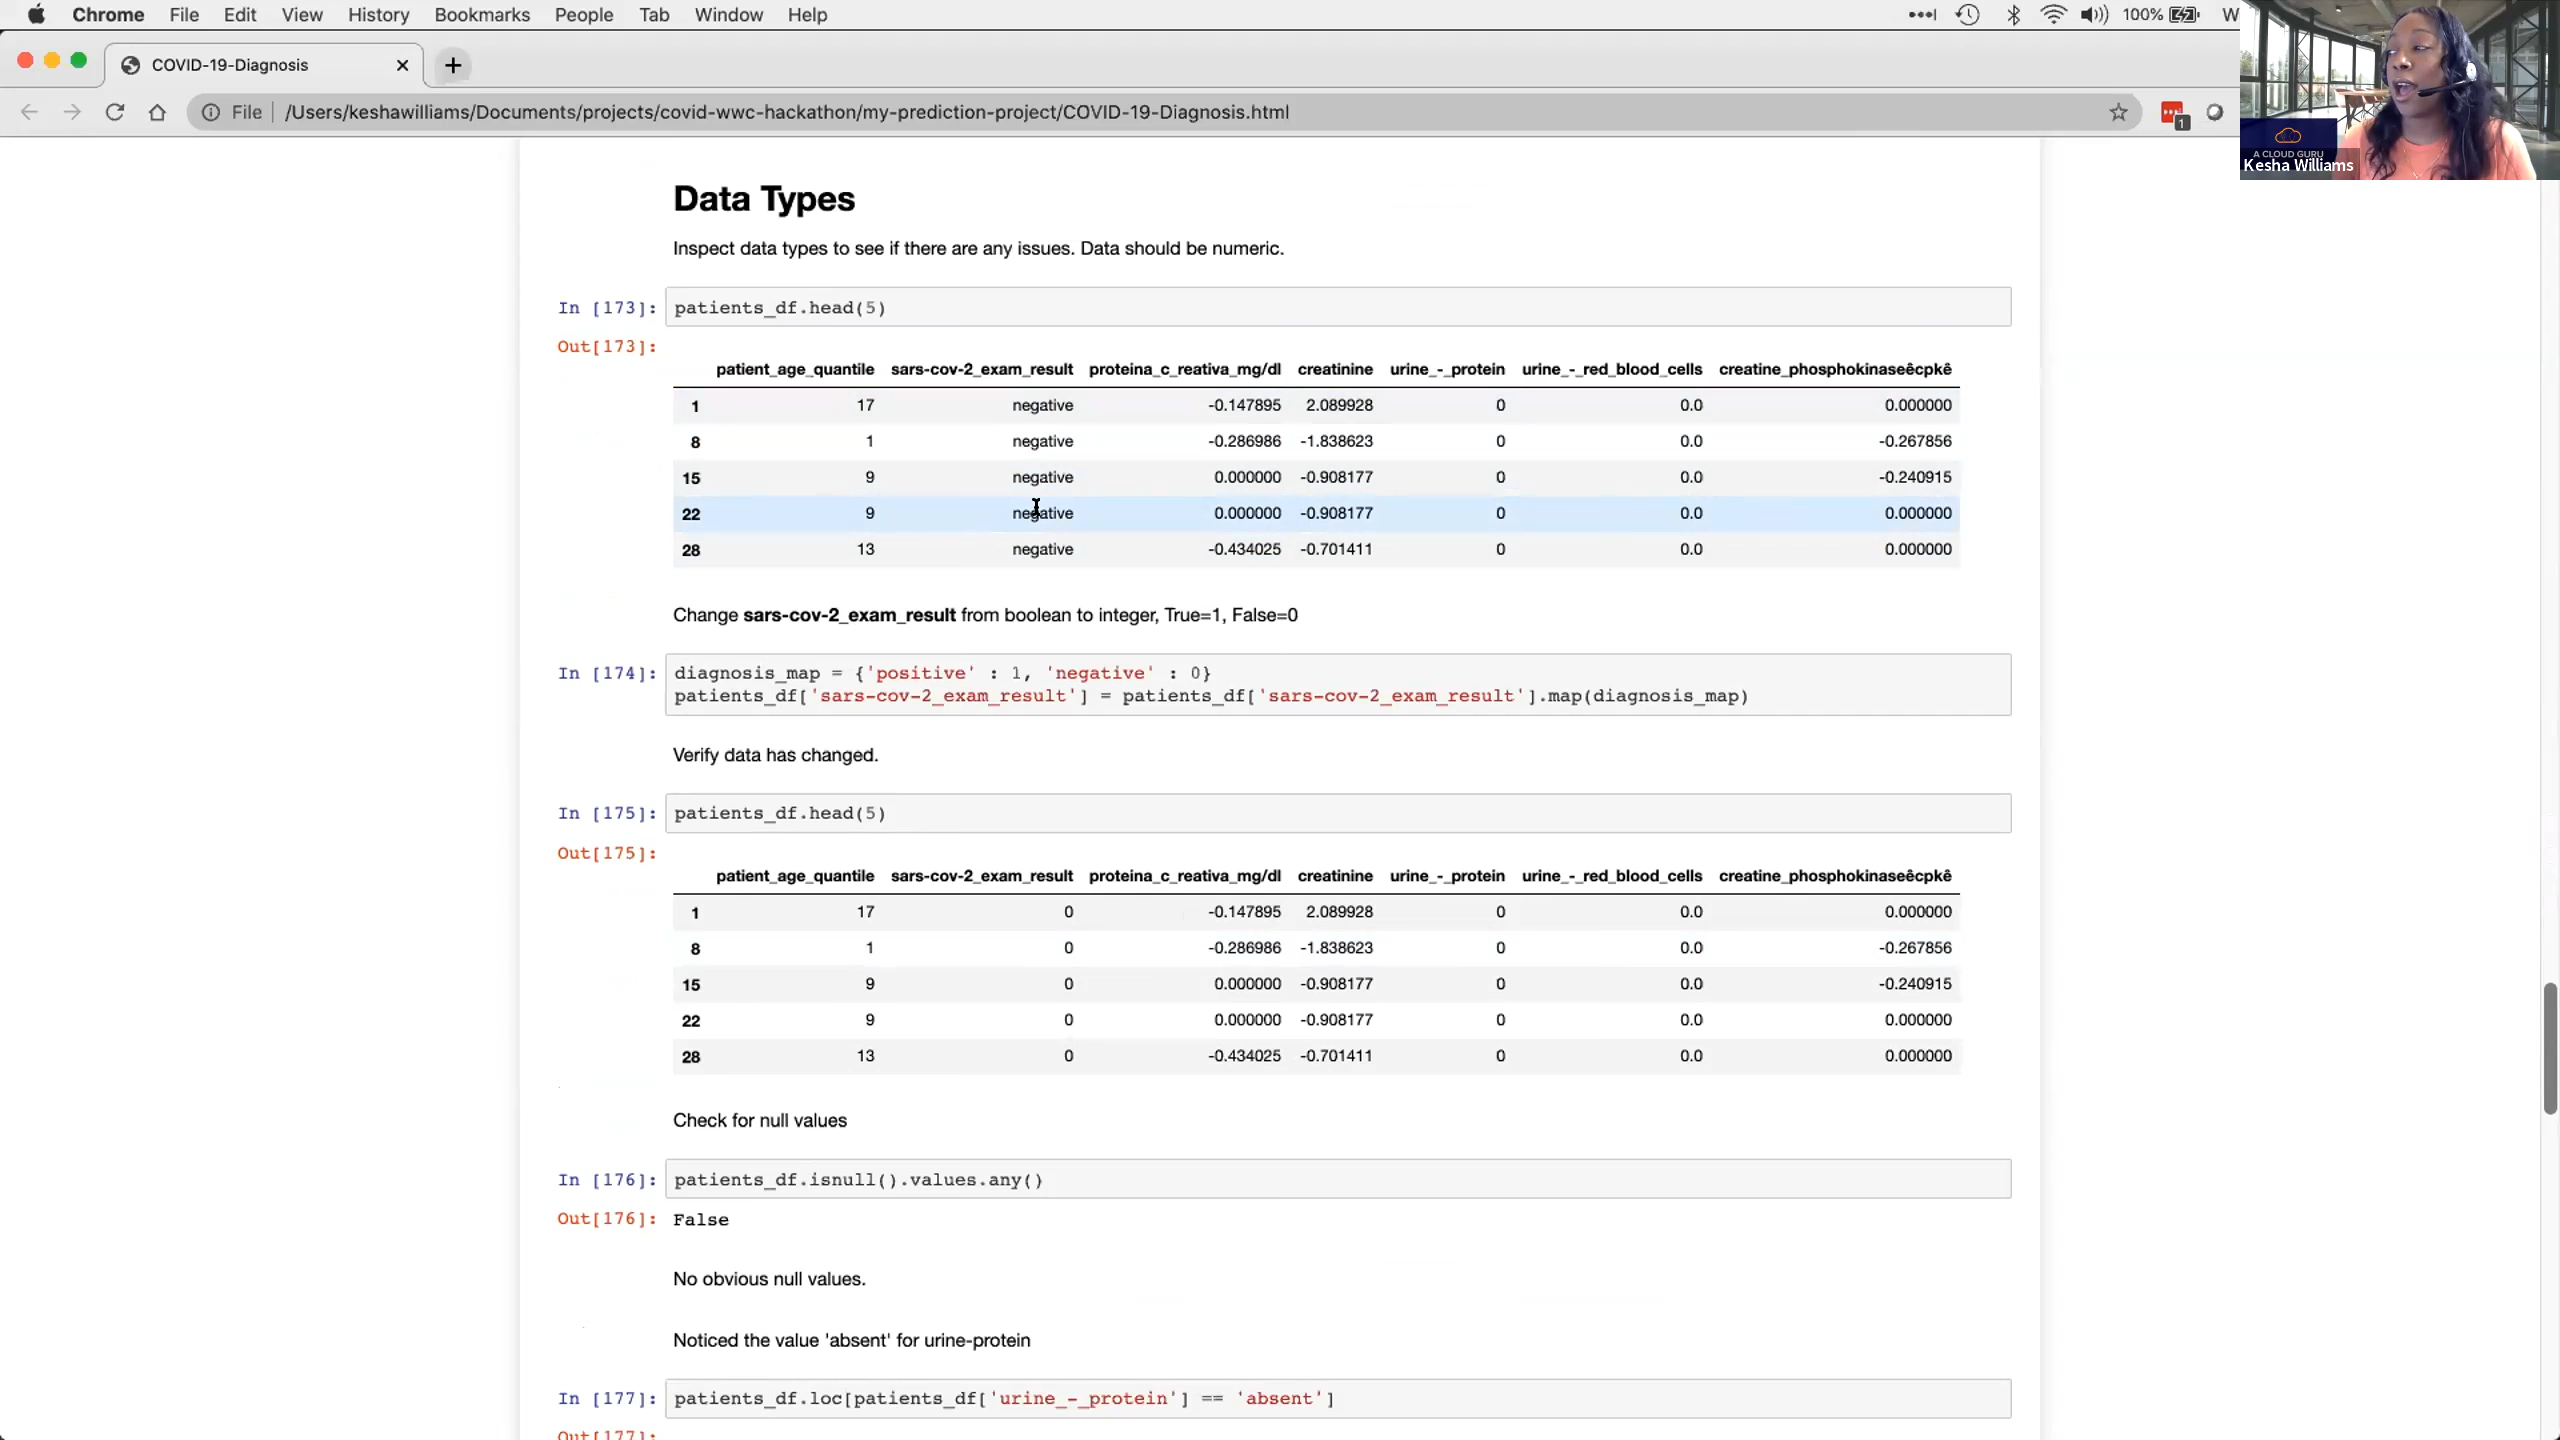 Chrome File Edit View History Bookmarks People Tab Window Help 100% W
COVID-19-Diagnosis
File /Users/keshawilliams/Documents/projects/covid-wwc-hackathon/my-prediction-project/COVID-19-Diagnosis.html
1
A CLOUD GURU
Kesha Williams
Data Types
Inspect data types to see if there are any issues. Data should be numeric.
In [173]: patients_df.head(5)
Out[173]:
patient_age_quantile sars-cov-2_exam_result proteina_c_reativa_mg/dl creatinine urine_-_protein urine_-_red_blood_cells creatine_phosphokinaseêcpkê
1 17 negative -0.147895 2.089928 0 0.0 0.000000
8 1 negative -0.286986 -1.838623 0 0.0 -0.267856
15 9 negative 0.000000 -0.908177 0 0.0 -0.240915
22 9 negative 0.000000 -0.908177 0 0.0 0.000000
28 13 negative -0.434025 -0.701411 0 0.0 0.000000
Change sars-cov-2_exam_result from boolean to integer, True=1, False=0
In [174]: diagnosis_map = {'positive' : 1, 'negative' : 0}
patients_df['sars-cov-2_exam_result'] = patients_df['sars-cov-2_exam_result'].map(diagnosis_map)
Verify data has changed.
In [175]: patients_df.head(5)
Out[175]:
patient_age_quantile sars-cov-2_exam_result proteina_c_reativa_mg/dl creatinine urine_-_protein urine_-_red_blood_cells creatine_phosphokinaseêcpkê
1 17 0 -0.147895 2.089928 0 0.0 0.000000
8 1 0 -0.286986 -1.838623 0 0.0 -0.267856
15 9 0 0.000000 -0.908177 0 0.0 -0.240915
22 9 0 0.000000 -0.908177 0 0.0 0.000000
28 13 0 -0.434025 -0.701411 0 0.0 0.000000
Check for null values
In [176]: patients_df.isnull().values.any()
Out[176]: False
No obvious null values.
Noticed the value 'absent' for urine-protein
In [177]: patients_df.loc[patients_df['urine_-_protein'] == 'absent']
Out[177]: